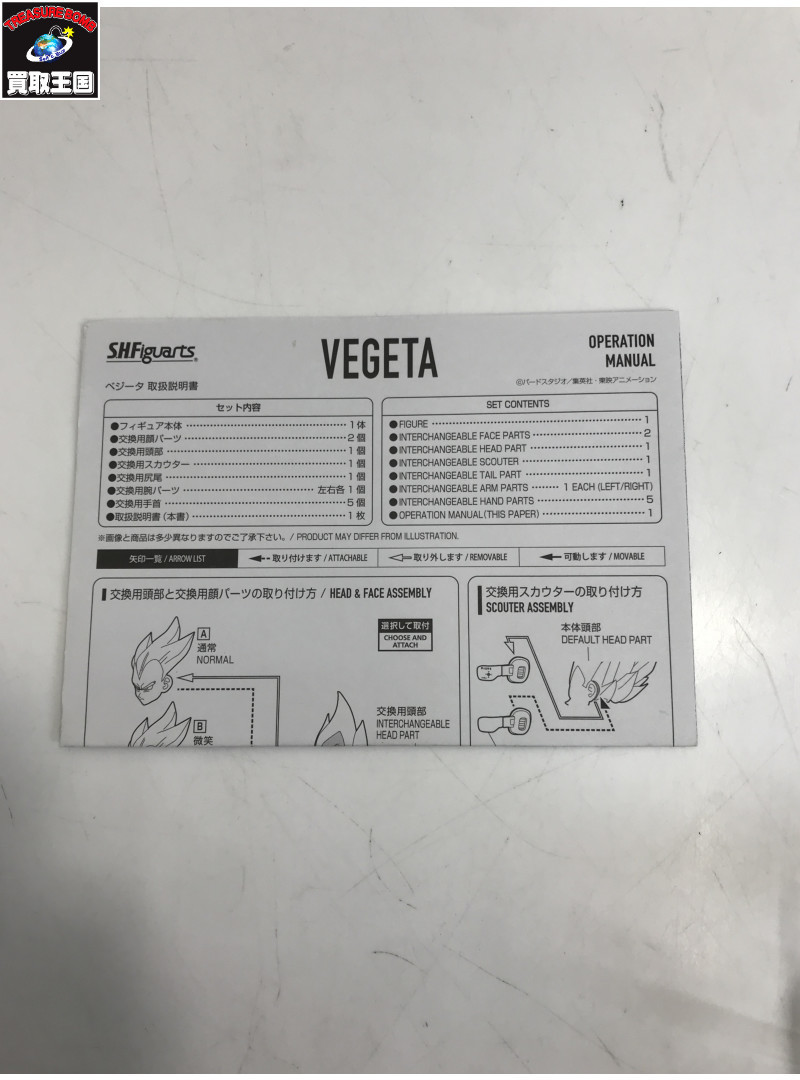 TREASURE BOMB
買取王国
S.H.Figuarts
VEGETA
OPERATION
MANUAL
ベジータ 取扱説明書
©バードスタジオ／集英社・東映アニメーション
セット内容
●フィギュア本体 1体
●交換用顔パーツ 2個
●交換用頭部 1個
●交換用スカウター 1個
●交換用尻尾 1個
●交換用腕パーツ 左右各1個
●交換用手首 5個
●取扱説明書（本書） 1枚
SET CONTENTS
●FIGURE 1
●INTERCHANGEABLE FACE PARTS 2
●INTERCHANGEABLE HEAD PART 1
●INTERCHANGEABLE SCOUTER 1
●INTERCHANGEABLE TAIL PART 1
●INTERCHANGEABLE ARM PARTS 1 EACH (LEFT/RIGHT)
●INTERCHANGEABLE HAND PARTS 5
●OPERATION MANUAL(THIS PAPER) 1
※画像と商品は多少異なりますのでご了承下さい。/ PRODUCT MAY DIFFER FROM ILLUSTRATION.
矢印一覧 / ARROW LIST
取り付けます / ATTACHABLE
取り外します / REMOVABLE
可動します / MOVABLE
交換用頭部と交換用顔パーツの取り付け方 / HEAD & FACE ASSEMBLY
A
通常
NORMAL
選択して取付
CHOOSE AND
ATTACH
B
微笑
交換用頭部
INTERCHANGEABLE
HEAD PART
交換用スカウターの取り付け方
SCOUTER ASSEMBLY
本体頭部
DEFAULT HEAD PART